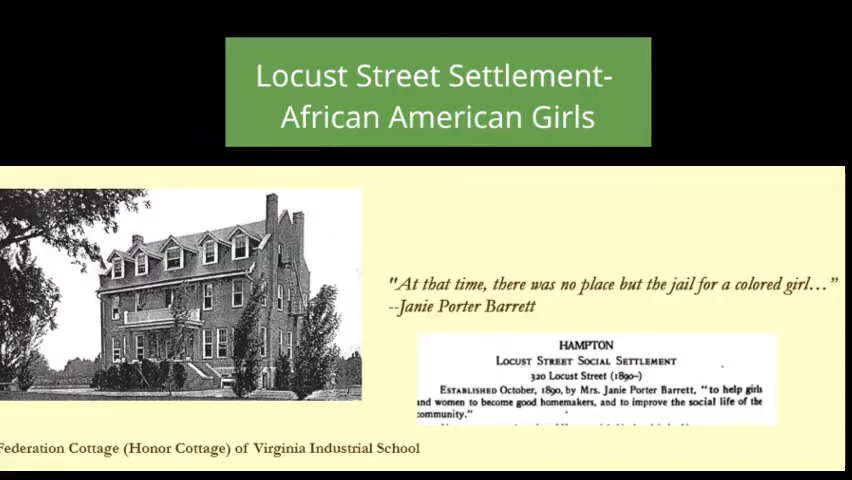 Locust Street Settlement-
African American Girls
"At that time, there was no place but the jail for a colored girl…"
--Janie Porter Barrett
HAMPTON
LOCUST STREET SOCIAL SETTLEMENT
320 Locust Street (1890–)
ESTABLISHED October, 1890, by Mrs. Janie Porter Barrett, "to help girls
and women to become good homemakers, and to improve the social life of the
community."
Federation Cottage (Honor Cottage) of Virginia Industrial School